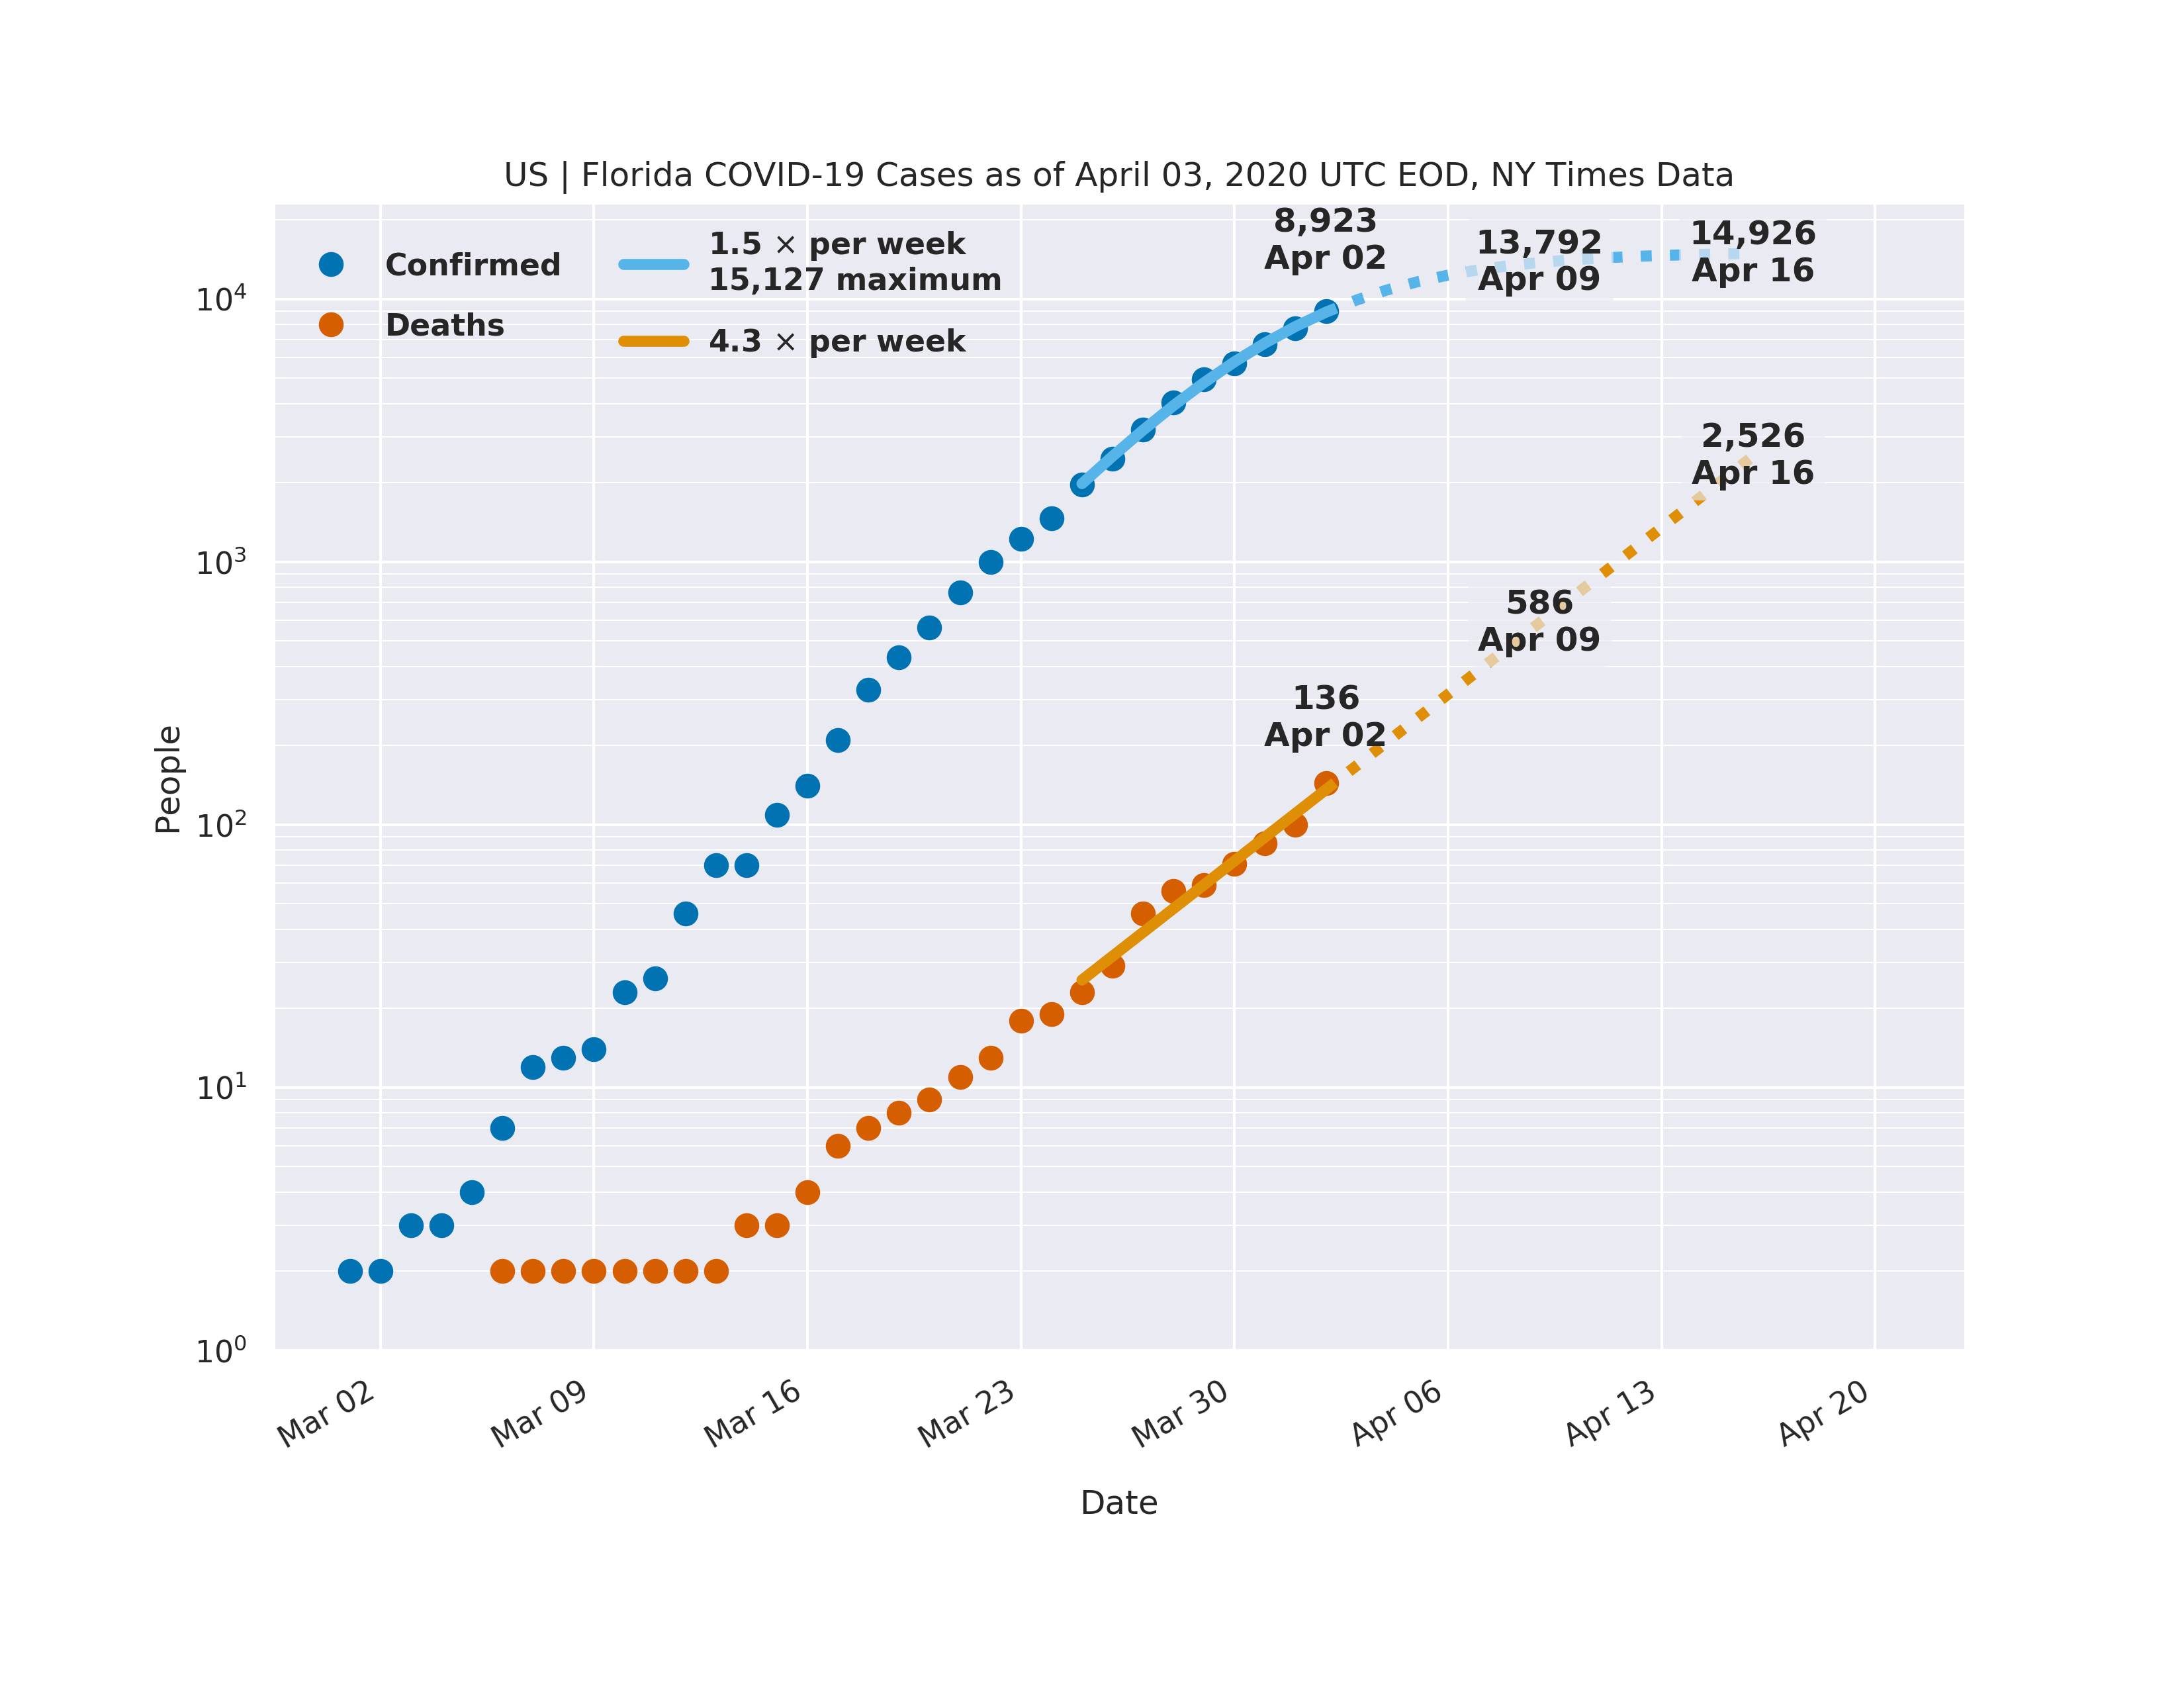 US | Florida COVID-19 Cases as of April 03, 2020 UTC EOD, NY Times Data
Confirmed
Deaths
1.5 × per week
15,127 maximum
4.3 × per week
8,923
Apr 02
13,792
Apr 09
14,926
Apr 16
2,526
Apr 16
586
Apr 09
136
Apr 02
People
10⁴
10³
10²
10¹
10⁰
Mar 02
Mar 09
Mar 16
Mar 23
Mar 30
Apr 06
Apr 13
Apr 20
Date